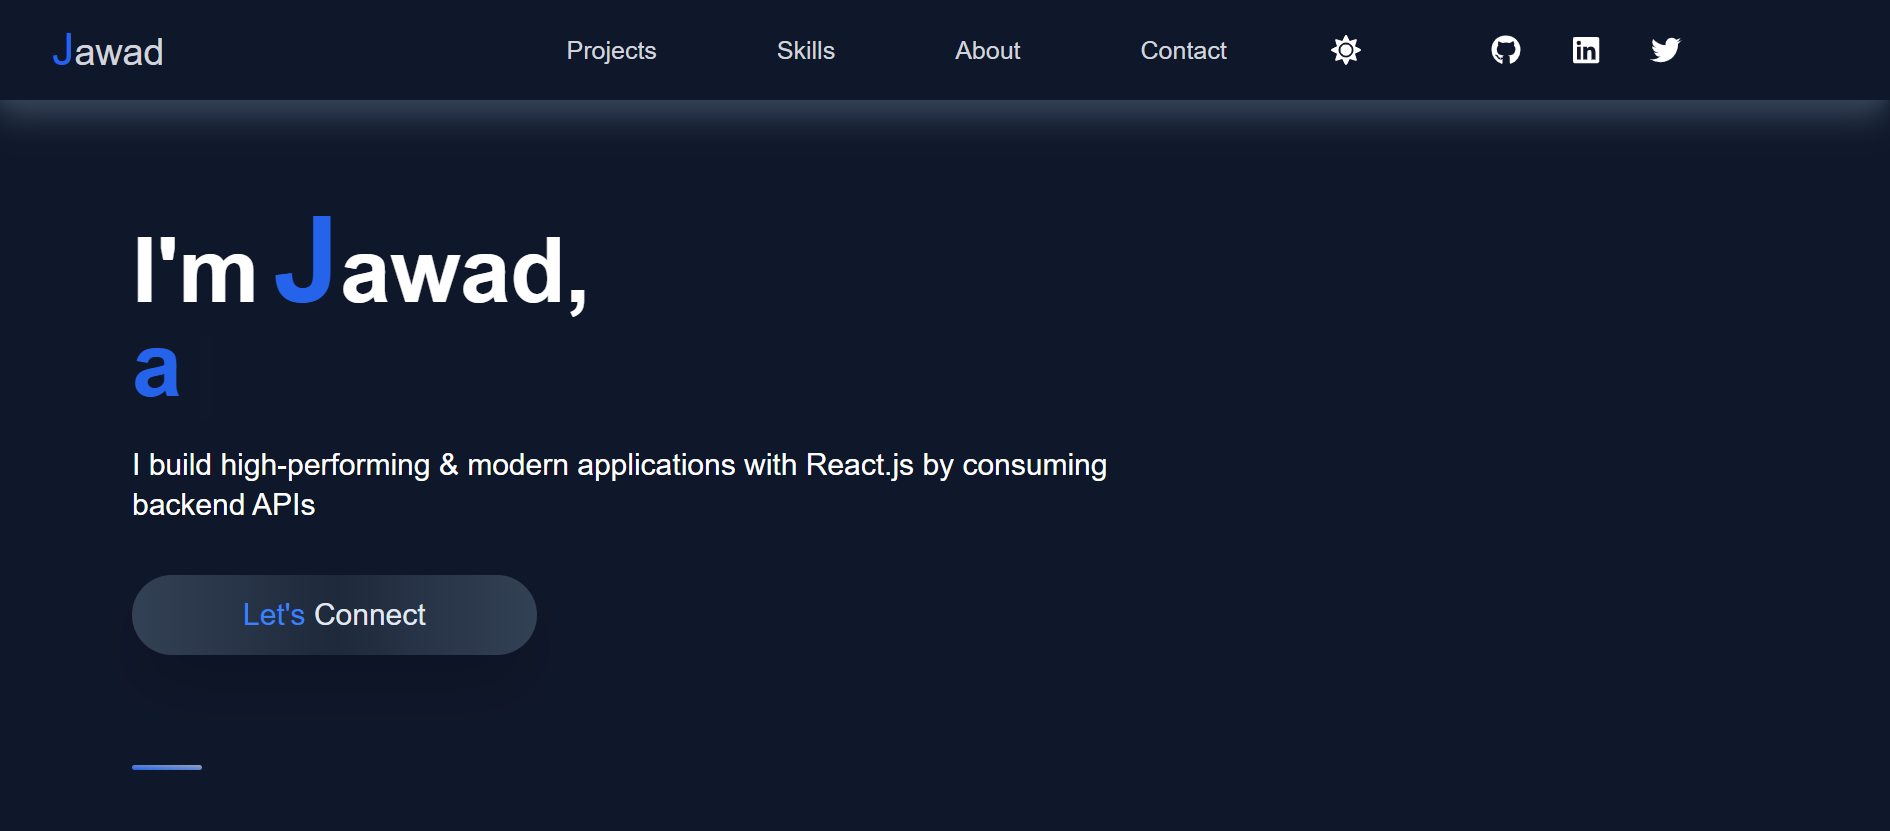 Jawad
Projects
Skills
About
Contact
I'm Jawad,
a
I build high-performing & modern applications with React.js by consuming
backend APIs
Let's Connect